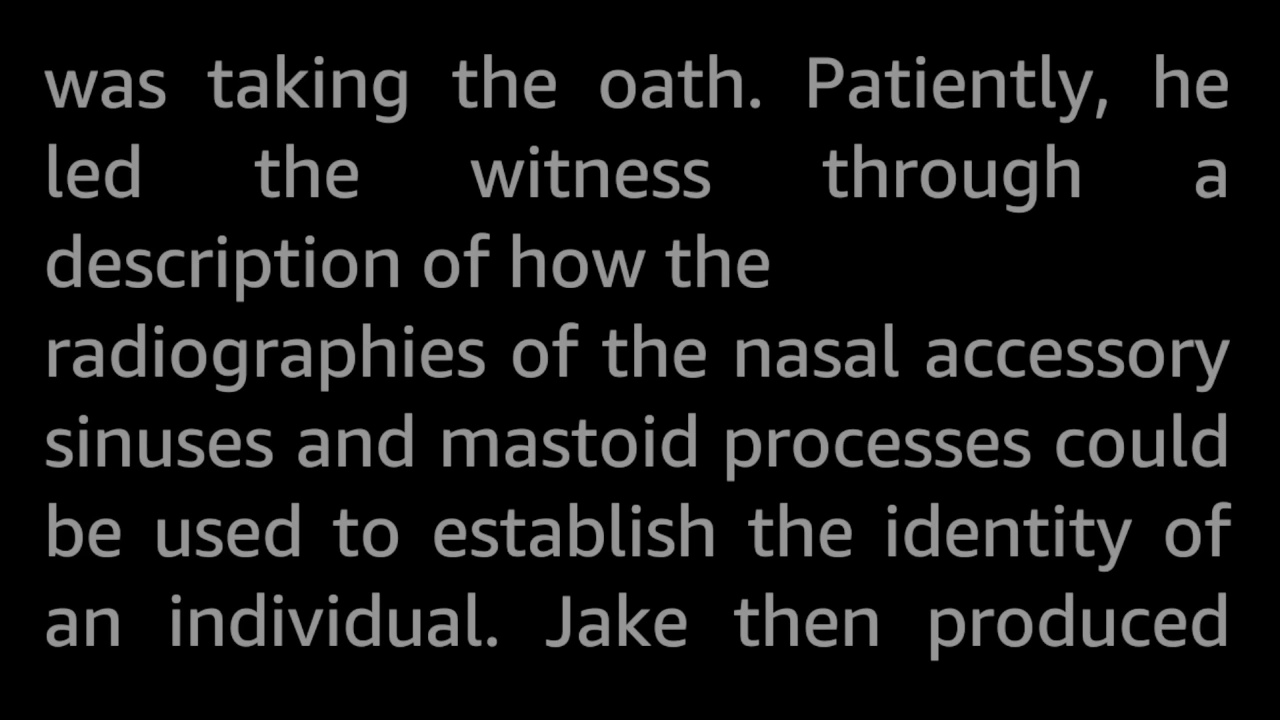 was taking the oath. Patiently, he
led the witness through a
description of how the
radiographies of the nasal accessory
sinuses and mastoid processes could
be used to establish the identity of
an individual. Jake then produced